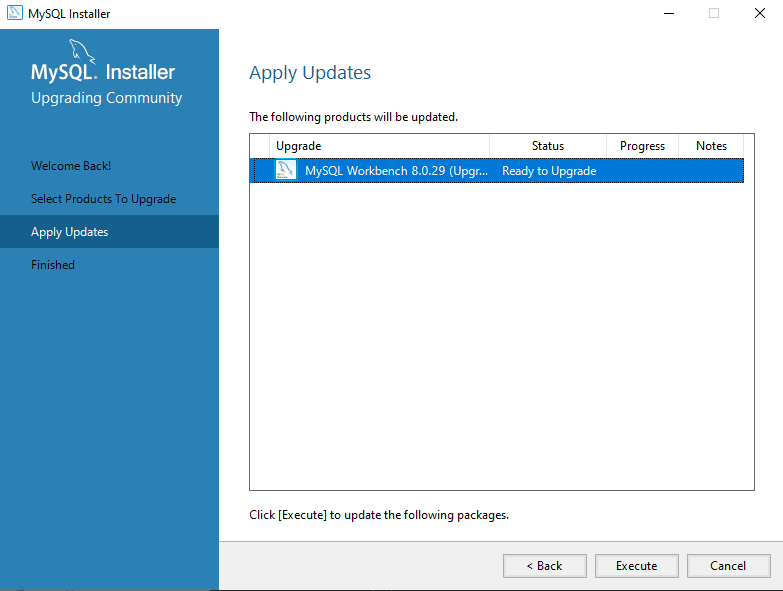 MySQL Installer
MySQL. Installer
Upgrading Community
Welcome Back!
Select Products To Upgrade
Apply Updates
Finished
Apply Updates
The following products will be updated.
Upgrade Status Progress Notes
MySQL Workbench 8.0.29 (Upgr... Ready to Upgrade
Click [Execute] to update the following packages.
< Back Execute Cancel